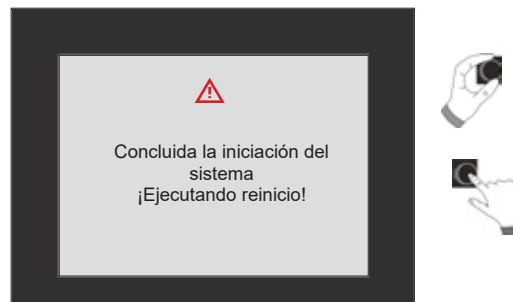 Concluida la iniciación del
sistema
¡Ejecutando reinicio!